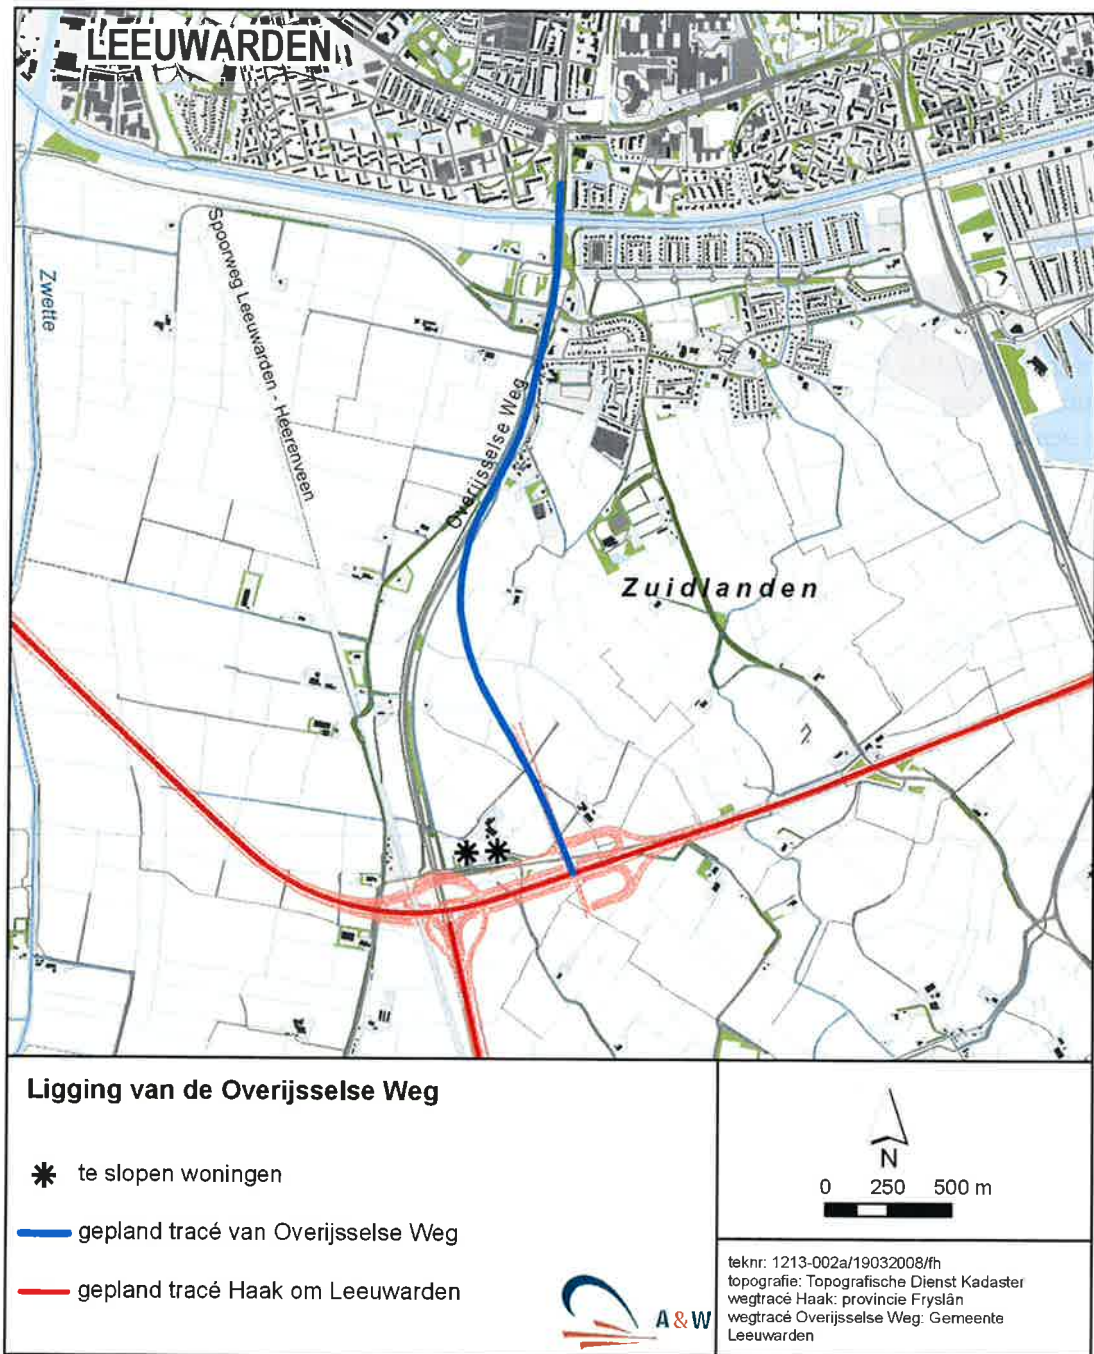 LEEUWARDEN
Zwette
Spoorweg Leeuwarden - Heerenveen
Overijsselse Weg
Zuidlanden
Ligging van de Overijsselse Weg
te slopen woningen
gepland tracé van Overijsselse Weg
gepland tracé Haak om Leeuwarden
A&W
N
0 250 500 m
teknr: 1213-002a/19032008/fh
topografie: Topografische Dienst Kadaster
wegtracé Haak: provincie Fryslân
wegtracé Overijsselse Weg: Gemeente
Leeuwarden